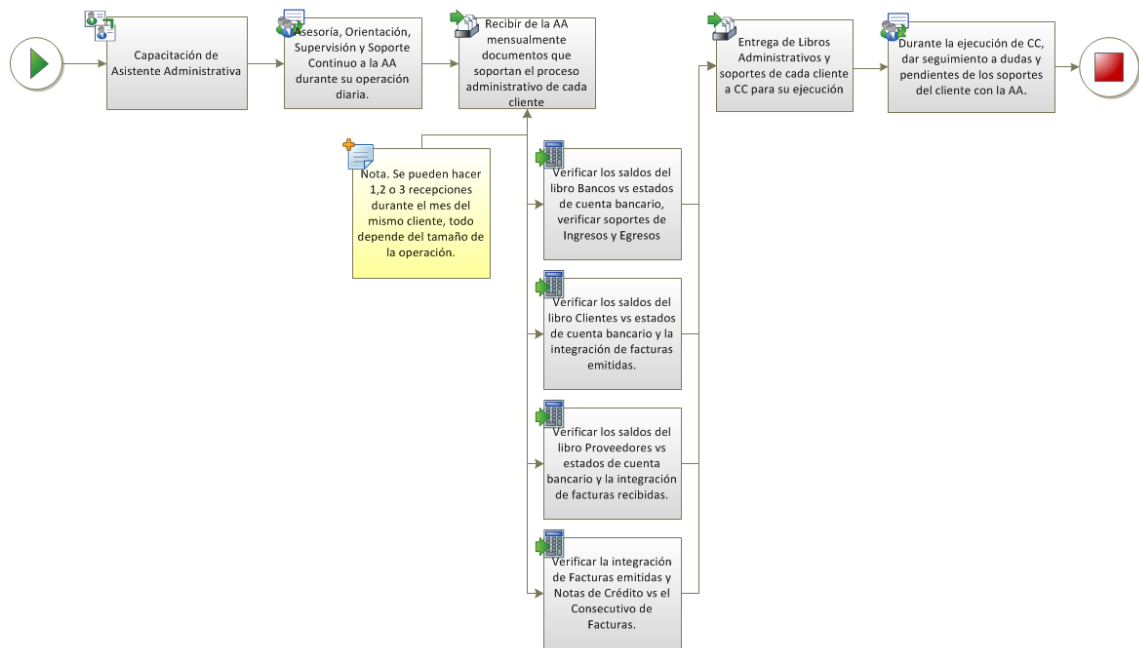 Capacitación de
Asistente Administrativa
Asesoría, Orientación,
Supervisión y Soporte
Continuo a la AA
durante su operación
diaria.
Recibir de la AA
mensualmente
documentos que
soportan el proceso
administrativo de cada
cliente
Entrega de Libros
Administrativos y
soportes de cada cliente
a CC para su ejecución
Durante la ejecución de CC,
dar seguimiento a dudas y
pendientes de los soportes
del cliente con la AA.
Nota. Se pueden hacer
1,2 o 3 recepciones
durante el mes del
mismo cliente, todo
depende del tamaño de
la operación.
Verificar los saldos del
libro Bancos vs estados
de cuenta bancario,
verificar soportes de
Ingresos y Egresos
Verificar los saldos del
libro Clientes vs estados
de cuenta bancario y la
integración de facturas
emitidas.
Verificar los saldos del
libro Proveedores vs
estados de cuenta
bancario y la integración
de facturas recibidas.
Verificar la integración
de Facturas emitidas y
Notas de Crédito vs el
Consecutivo de
Facturas.